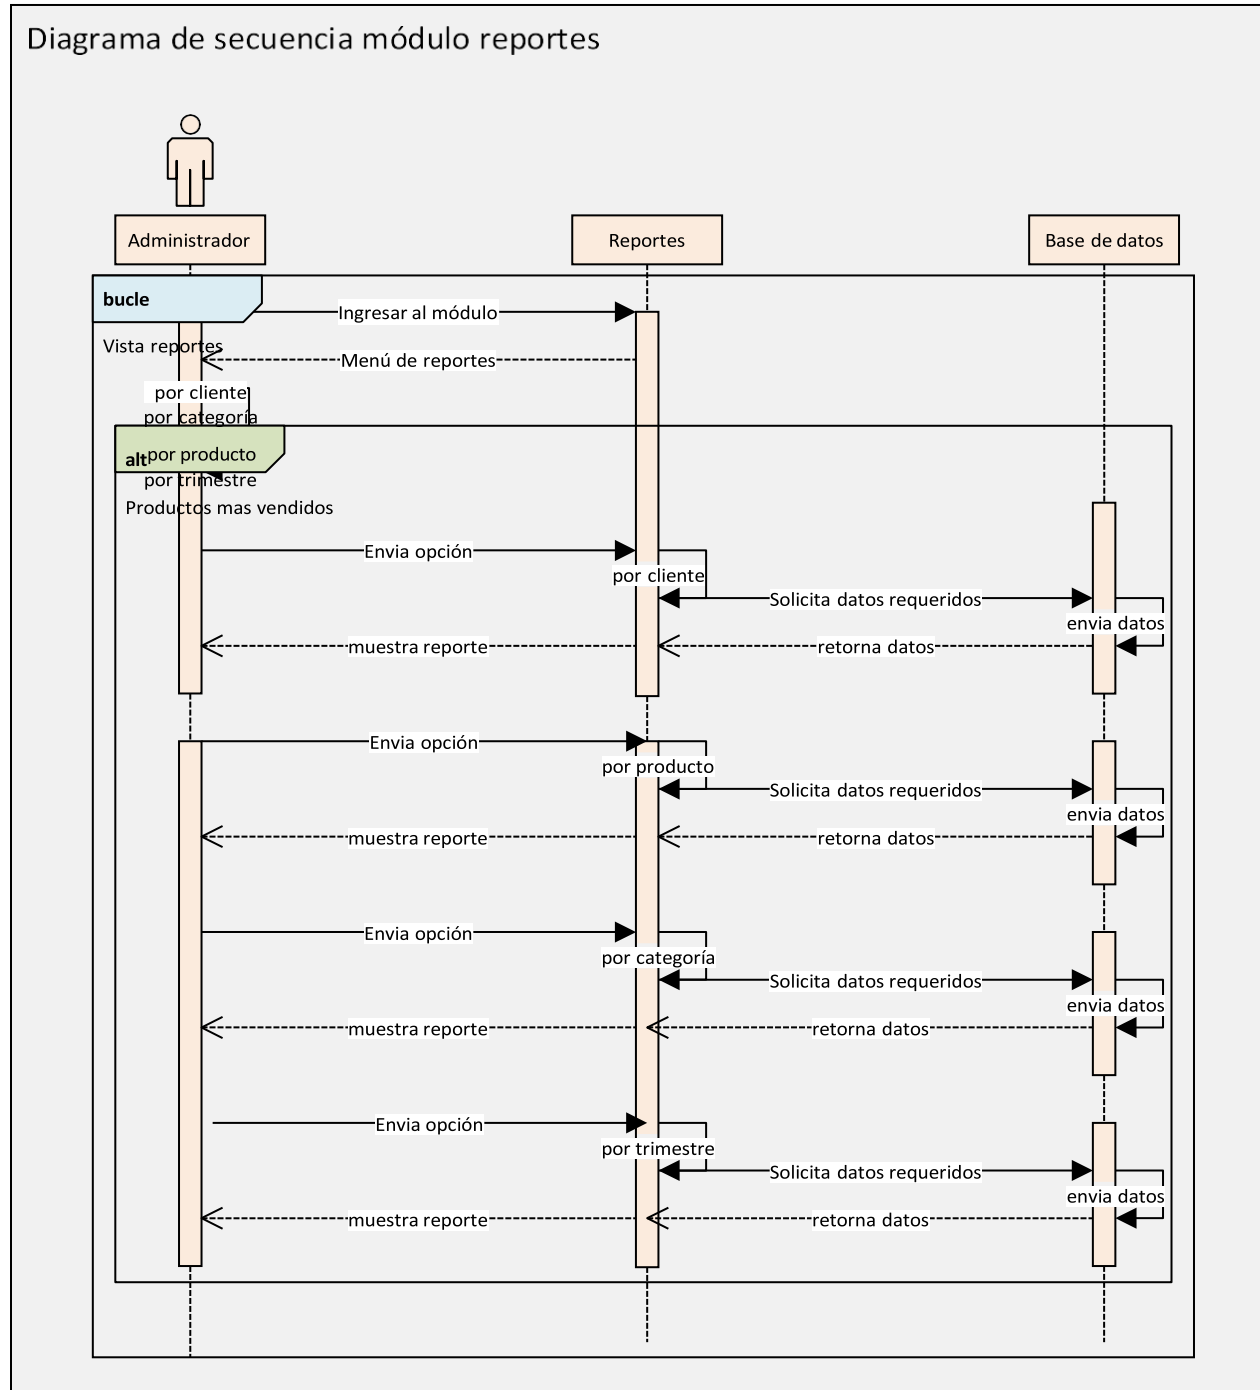 Diagrama de secuencia módulo reportes
Administrador
Reportes
Base de datos
bucle
Ingresar al módulo
Vista reportes
Menú de reportes
por cliente
por categoría
alt
por producto
por trimestre
Productos mas vendidos
Envia opción
por cliente
Solicita datos requeridos
envia datos
muestra reporte
retorna datos
Envia opción
por producto
Solicita datos requeridos
envia datos
muestra reporte
retorna datos
Envia opción
por categoría
Solicita datos requeridos
envia datos
muestra reporte
retorna datos
Envia opción
por trimestre
Solicita datos requeridos
envia datos
muestra reporte
retorna datos